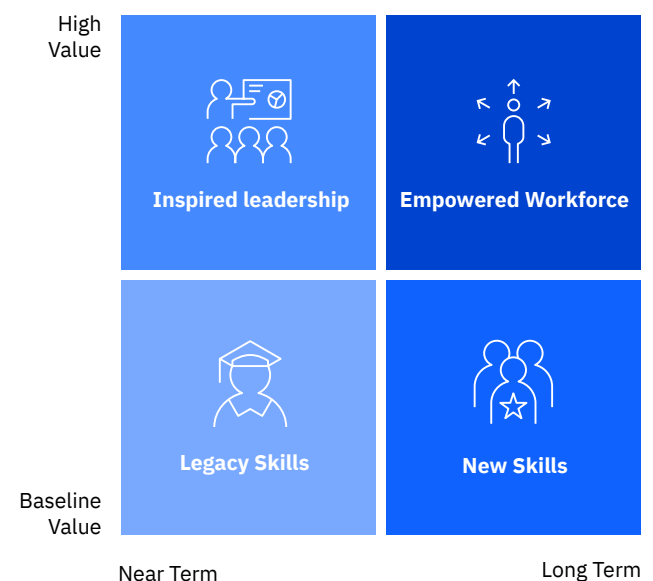 High
Value
Inspired leadership
Empowered Workforce
Legacy Skills
New Skills
Baseline
Value
Near Term
Long Term